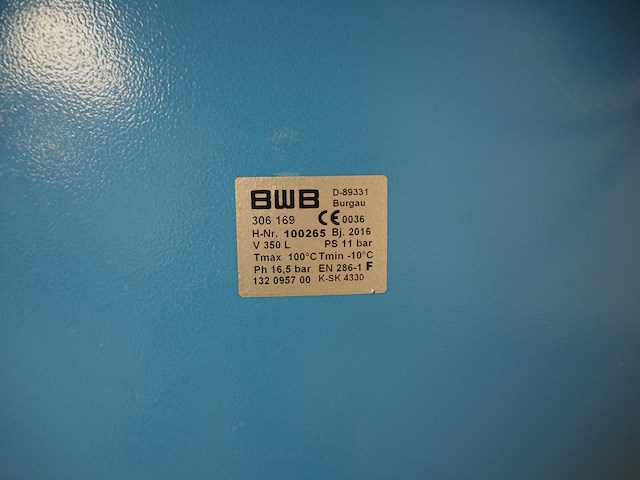 BWB D-89331
Burgau
306 169 CE 0036
H-Nr. 100265 Bj. 2016
V 350 L PS 11 bar
Tmax 100°C Tmin -10°C
Ph 16,5 bar EN 286-1 F
132 0957 00 K-SK 4330